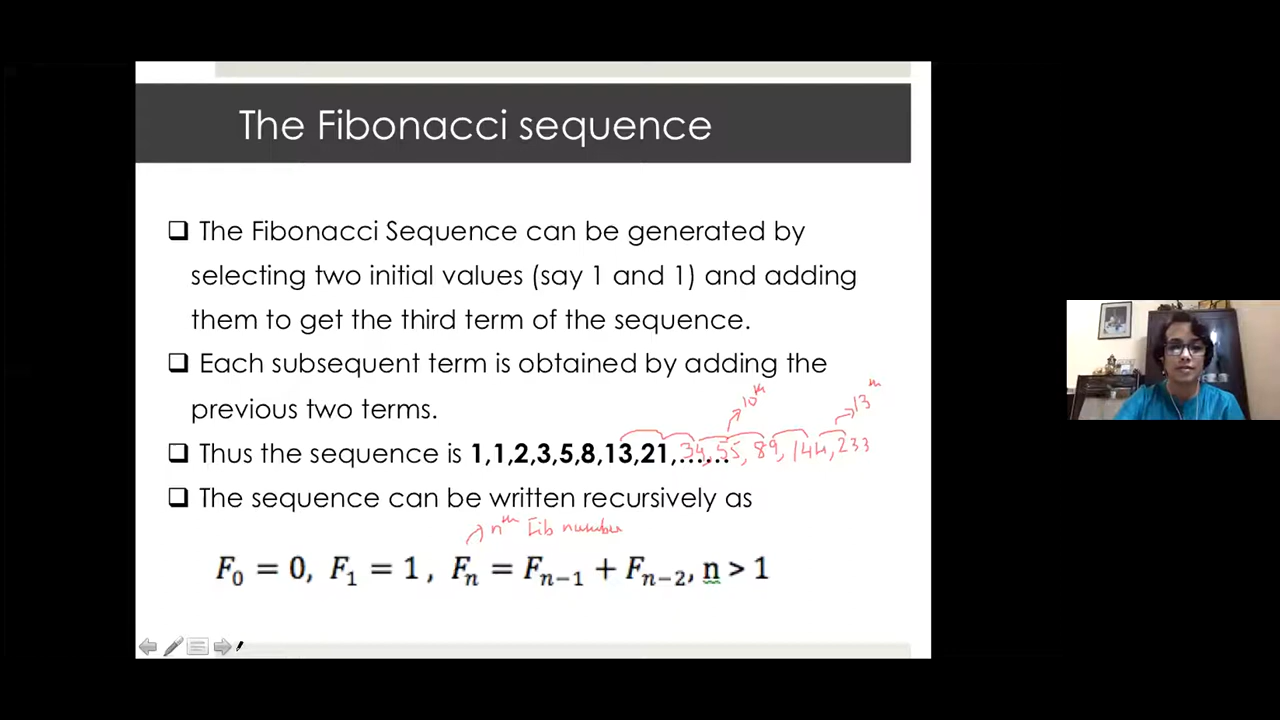 The Fibonacci sequence
❑ The Fibonacci Sequence can be generated by
selecting two initial values (say 1 and 1) and adding
them to get the third term of the sequence.
❑ Each subsequent term is obtained by adding the
previous two terms.
10th 13th
❑ Thus the sequence is 1,1,2,3,5,8,13,21,...... 34, 55, 89, 144, 233
❑ The sequence can be written recursively as
nth Fib number
F₀ = 0, F₁ = 1 , Fₙ = Fₙ₋₁ + Fₙ₋₂, n > 1